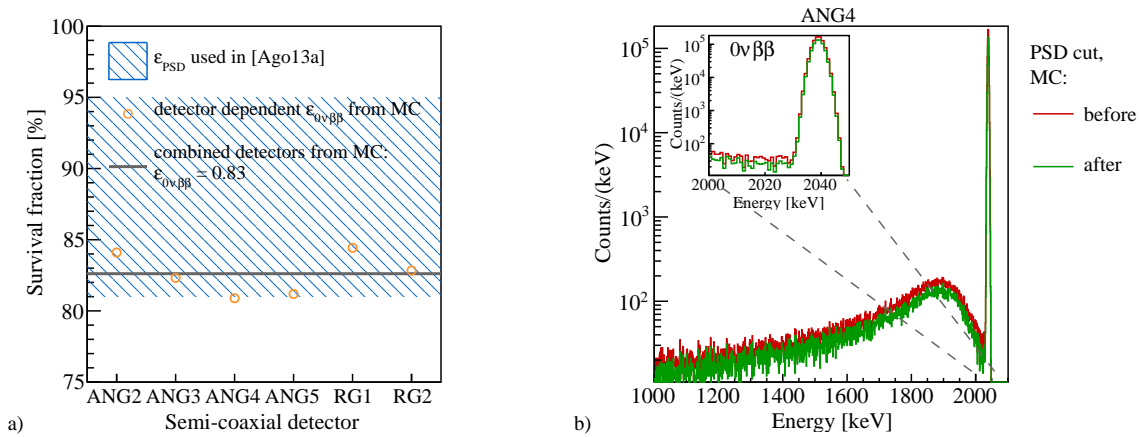 100
95
90
85
80
75
Survival fraction [%]
ε_PSD used in [Ago13a]
detector dependent ε_0νββ from MC
combined detectors from MC:
ε_0νββ = 0.83
ANG2 ANG3 ANG4 ANG5 RG1 RG2
Semi-coaxial detector
a)
ANG4
10^5
10^4
10^3
10^2
Counts/(keV)
10^5
10^4
10^3
10^2
Counts/(keV)
0νββ
2000 2020 2040
Energy [keV]
1000 1200 1400 1600 1800 2000
Energy [keV]
b)
PSD cut,
MC:
before
after